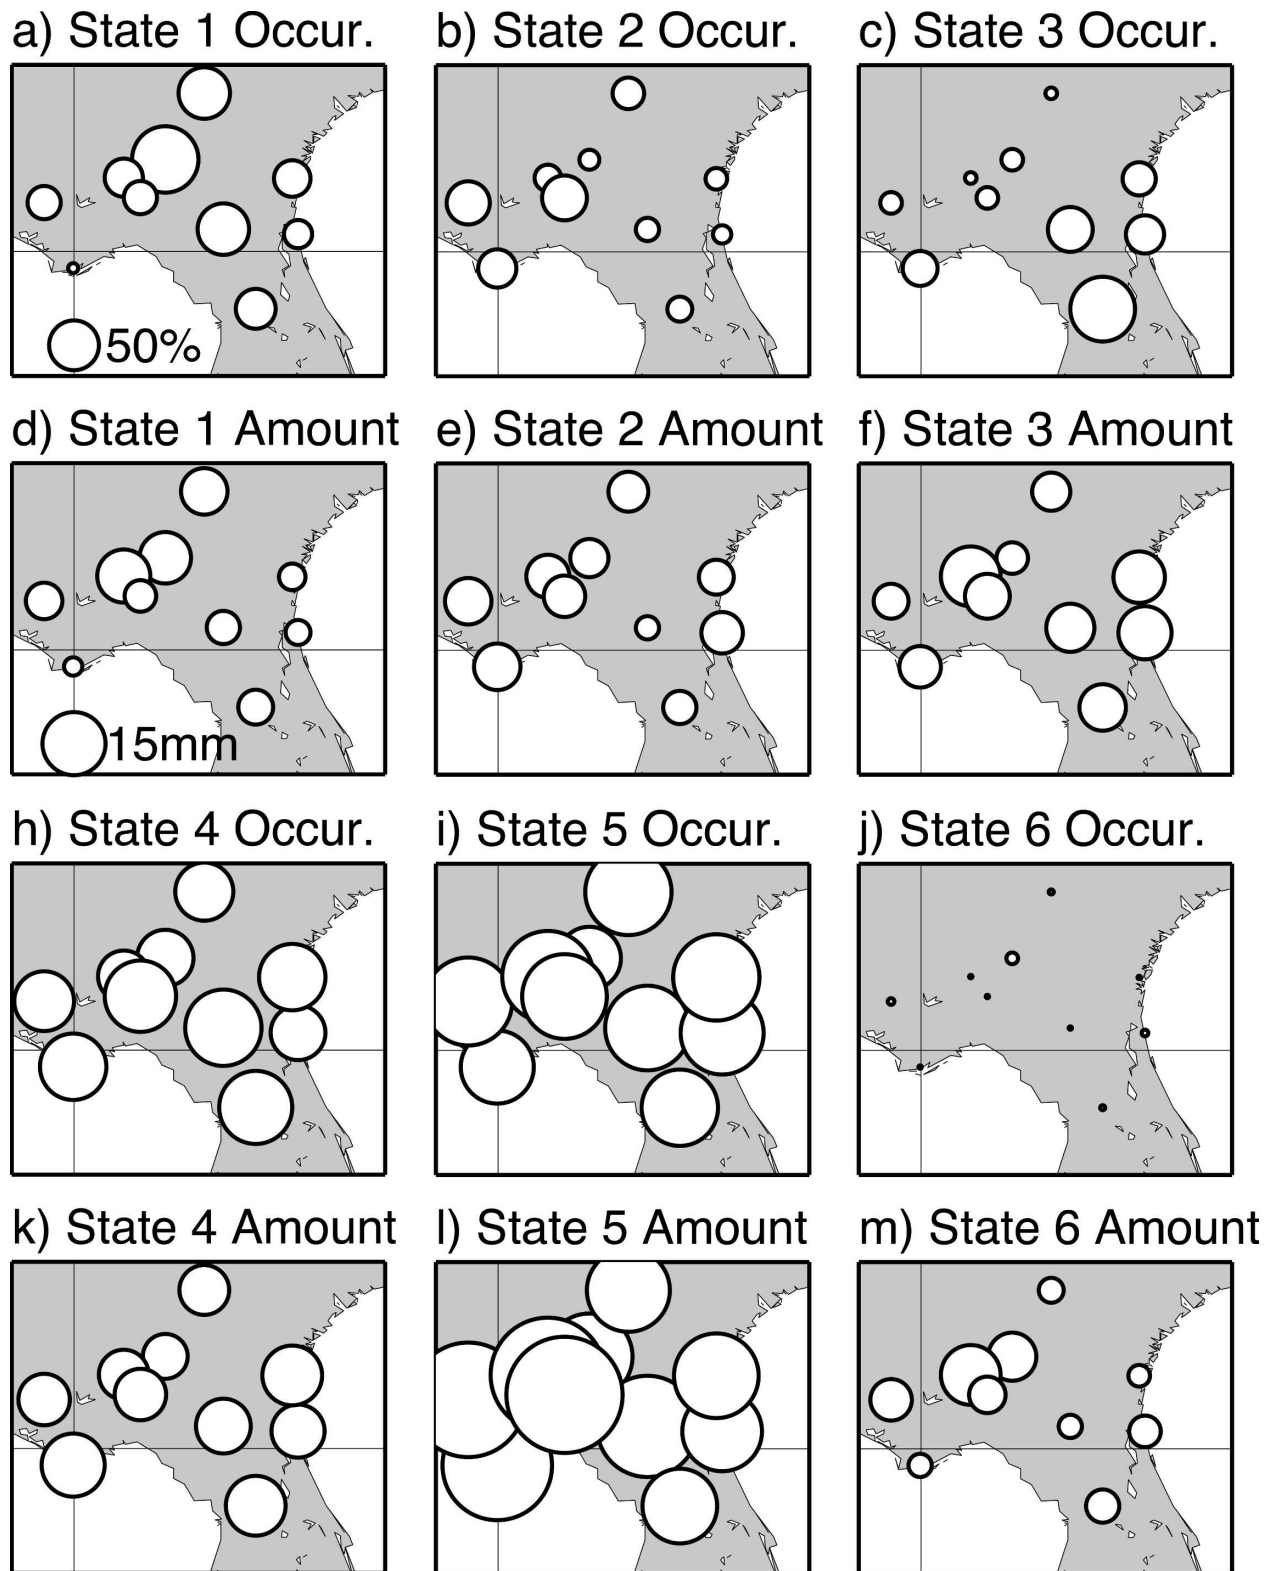 a) State 1 Occur.
b) State 2 Occur.
c) State 3 Occur.
50%
d) State 1 Amount
e) State 2 Amount
f) State 3 Amount
15mm
h) State 4 Occur.
i) State 5 Occur.
j) State 6 Occur.
k) State 4 Amount
l) State 5 Amount
m) State 6 Amount